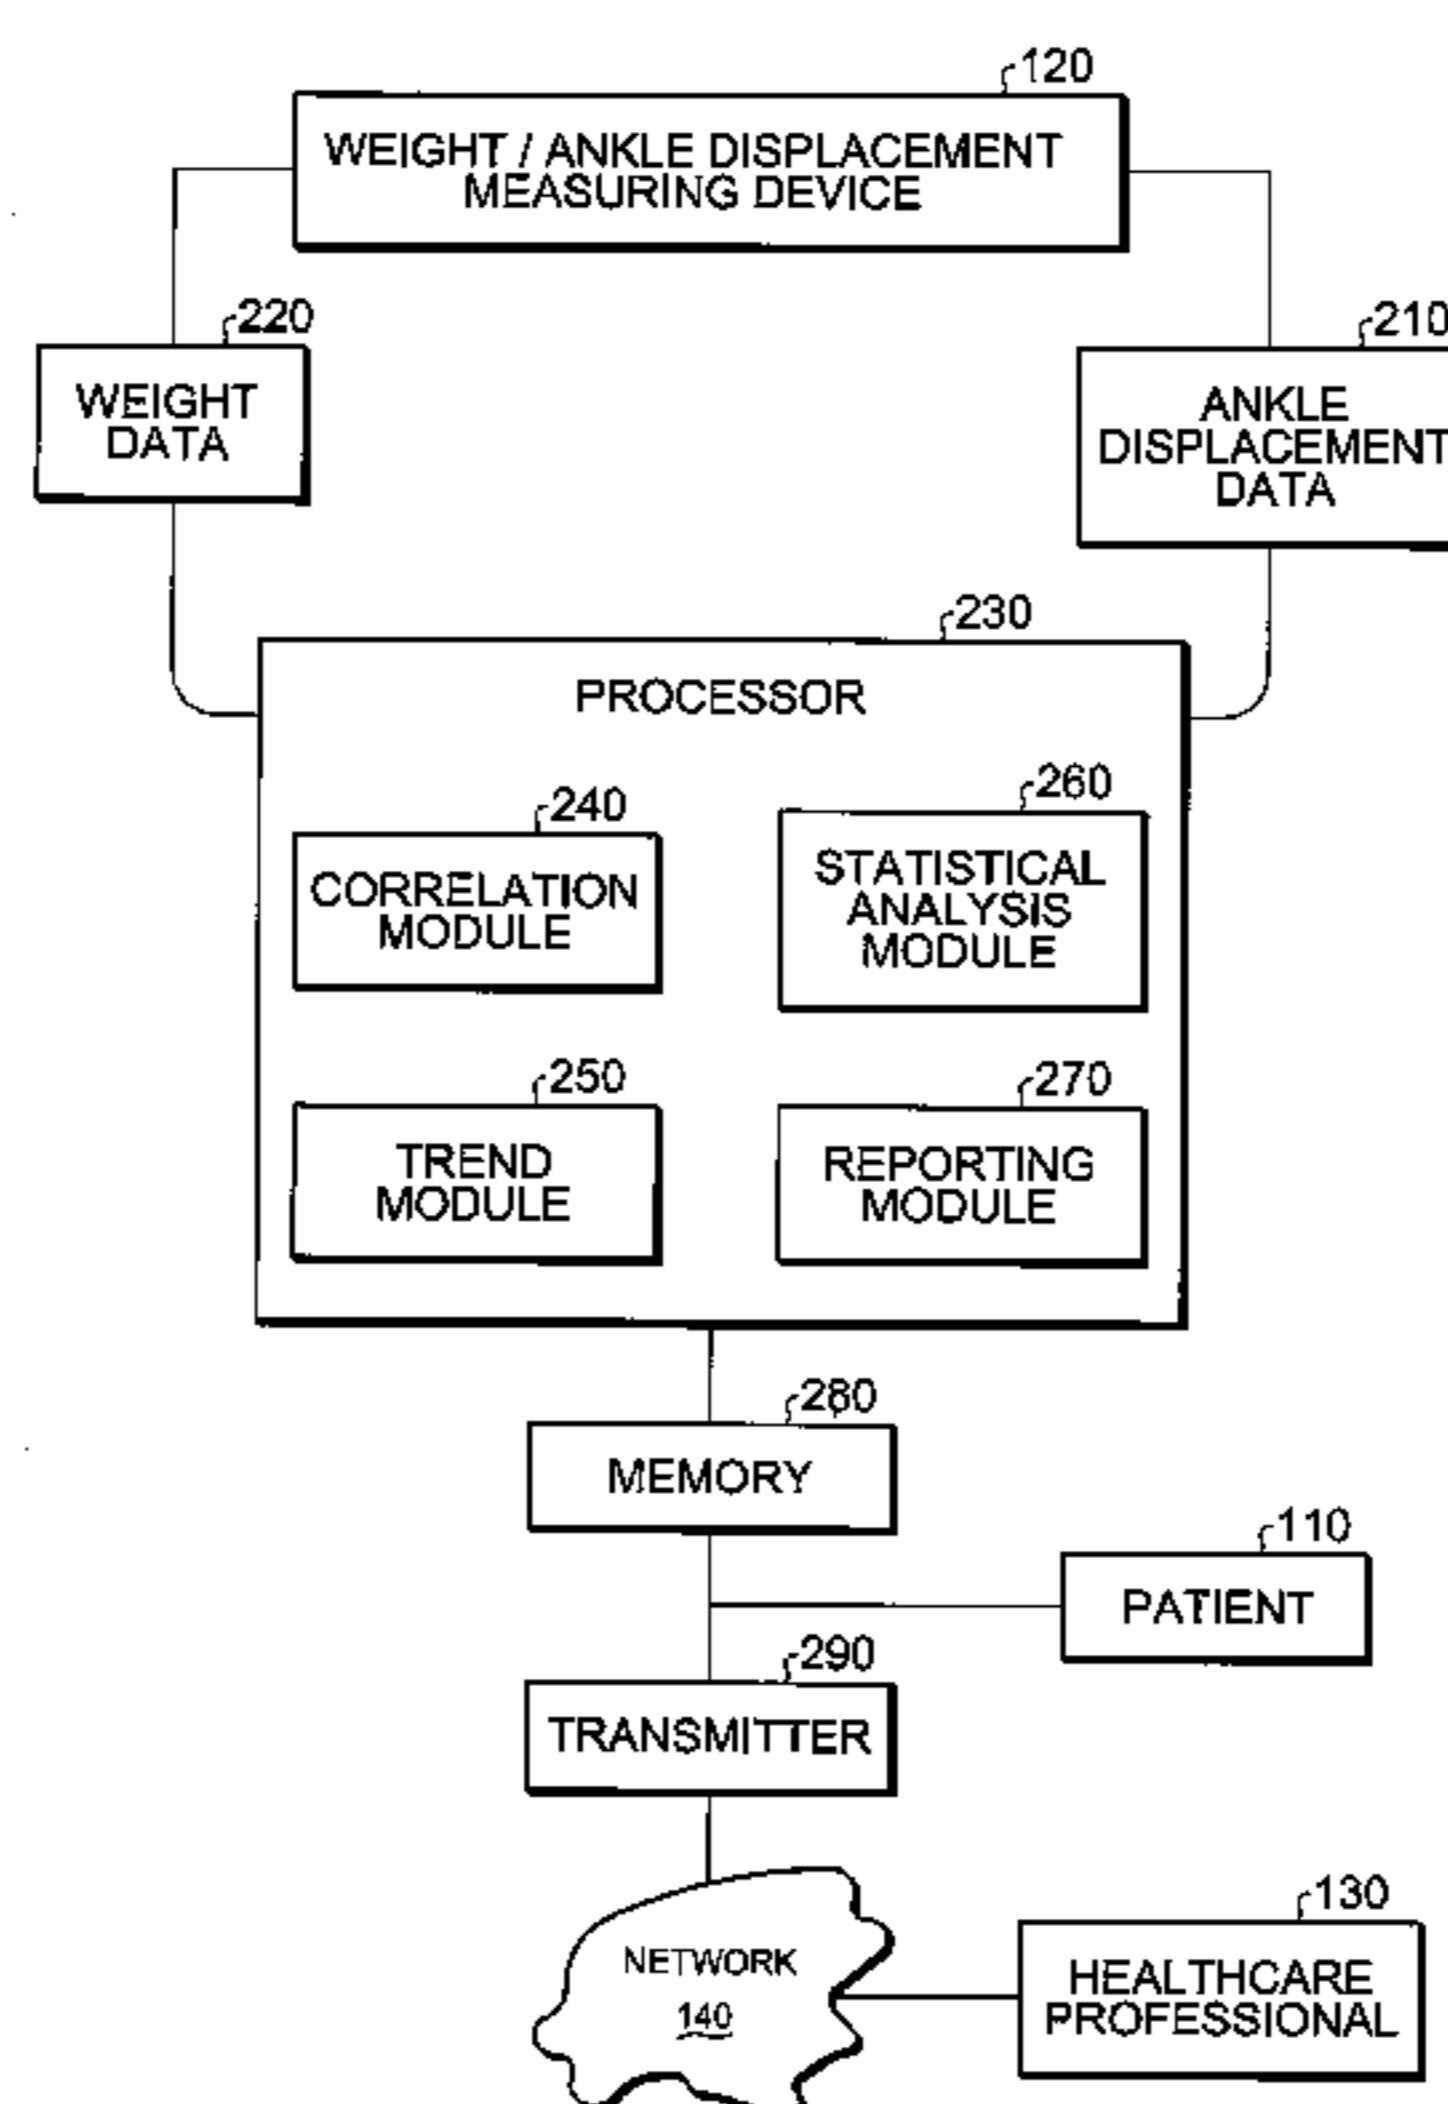 120
WEIGHT / ANKLE DISPLACEMENT
MEASURING DEVICE
220
WEIGHT
DATA
210
ANKLE
DISPLACEMENT
DATA
230
PROCESSOR
240
CORRELATION
MODULE
260
STATISTICAL
ANALYSIS
MODULE
250
TREND
MODULE
270
REPORTING
MODULE
280
MEMORY
110
PATIENT
290
TRANSMITTER
NETWORK
140
130
HEALTHCARE
PROFESSIONAL